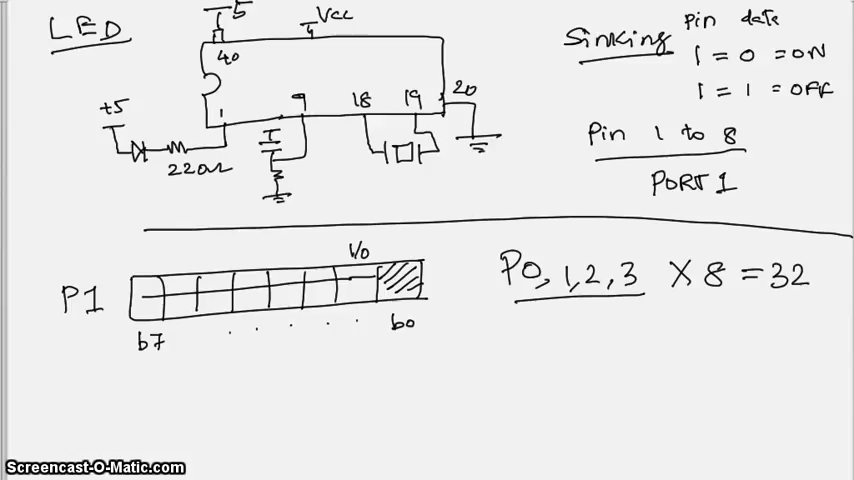 LED
5
Vcc
40
Sinking
Pin data
1 = 0 = ON
1 = 1 = OFF
+5
1
9
18
19
20
220Ω
Pin 1 to 8
PORT 1
1/0
P1
b7
b0
P0, 1, 2, 3 X 8 = 32
Screencast-O-Matic.com